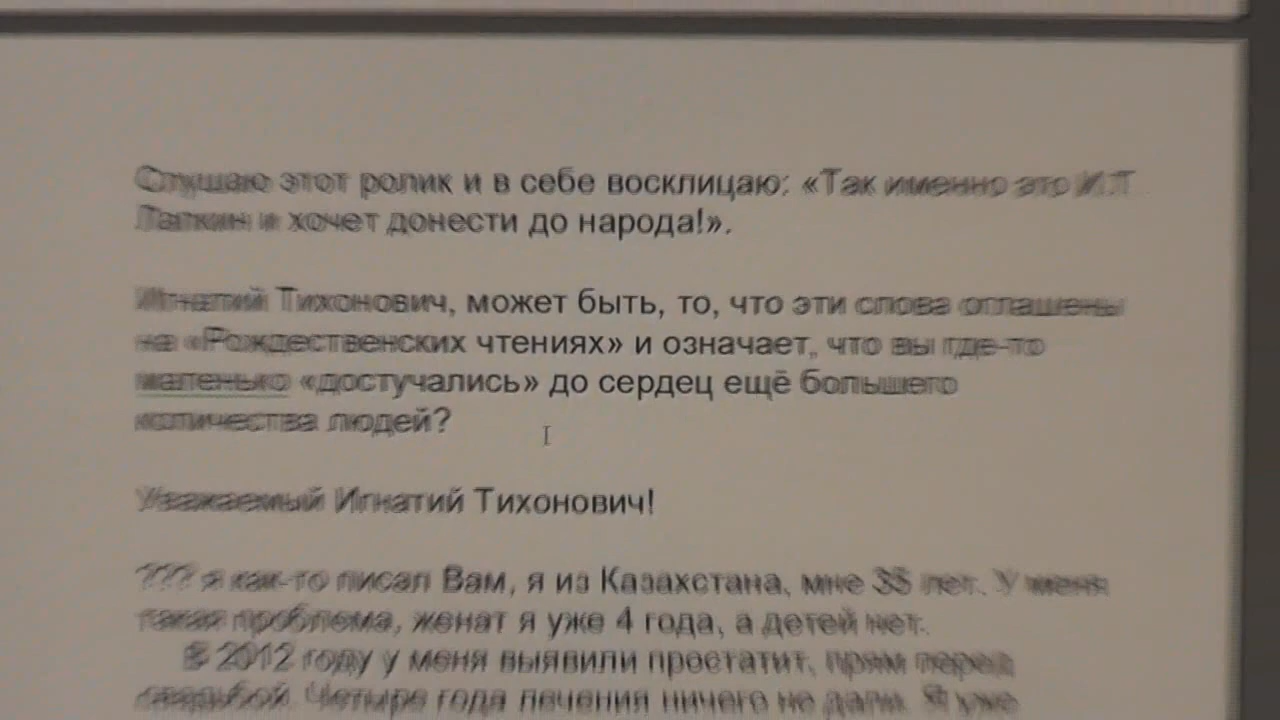 Слушаю этот ролик и в себе восклицаю: «Так именно это И.Т.
Лапкин и хочет донести до народа!».
Игнатий Тихонович, может быть, то, что эти слова оглашены
на «Рождественских чтениях» и означает, что вы где-то
маленько «достучались» до сердец ещё большего
количества людей?
Уважаемый Игнатий Тихонович!
??? я как-то писал Вам, я из Казахстана, мне 35 лет. У меня
такая проблема, женат я уже 4 года, а детей нет.
В 2012 году у меня выявили простатит, прям перед
свадьбой. Четыре года лечения ничего не дали. Я уже